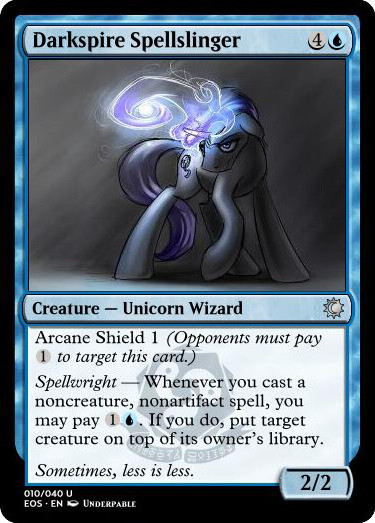 Darkspire Spellslinger 4
Creature — Unicorn Wizard
Arcane Shield 1 (Opponents must pay
1 to target this card.)
Spellwright — Whenever you cast a
noncreature, nonartifact spell, you
may pay 1 . If you do, put target
creature on top of its owner's library.
Sometimes, less is less.
2/2
010/040 U
EOS • EN Underpable